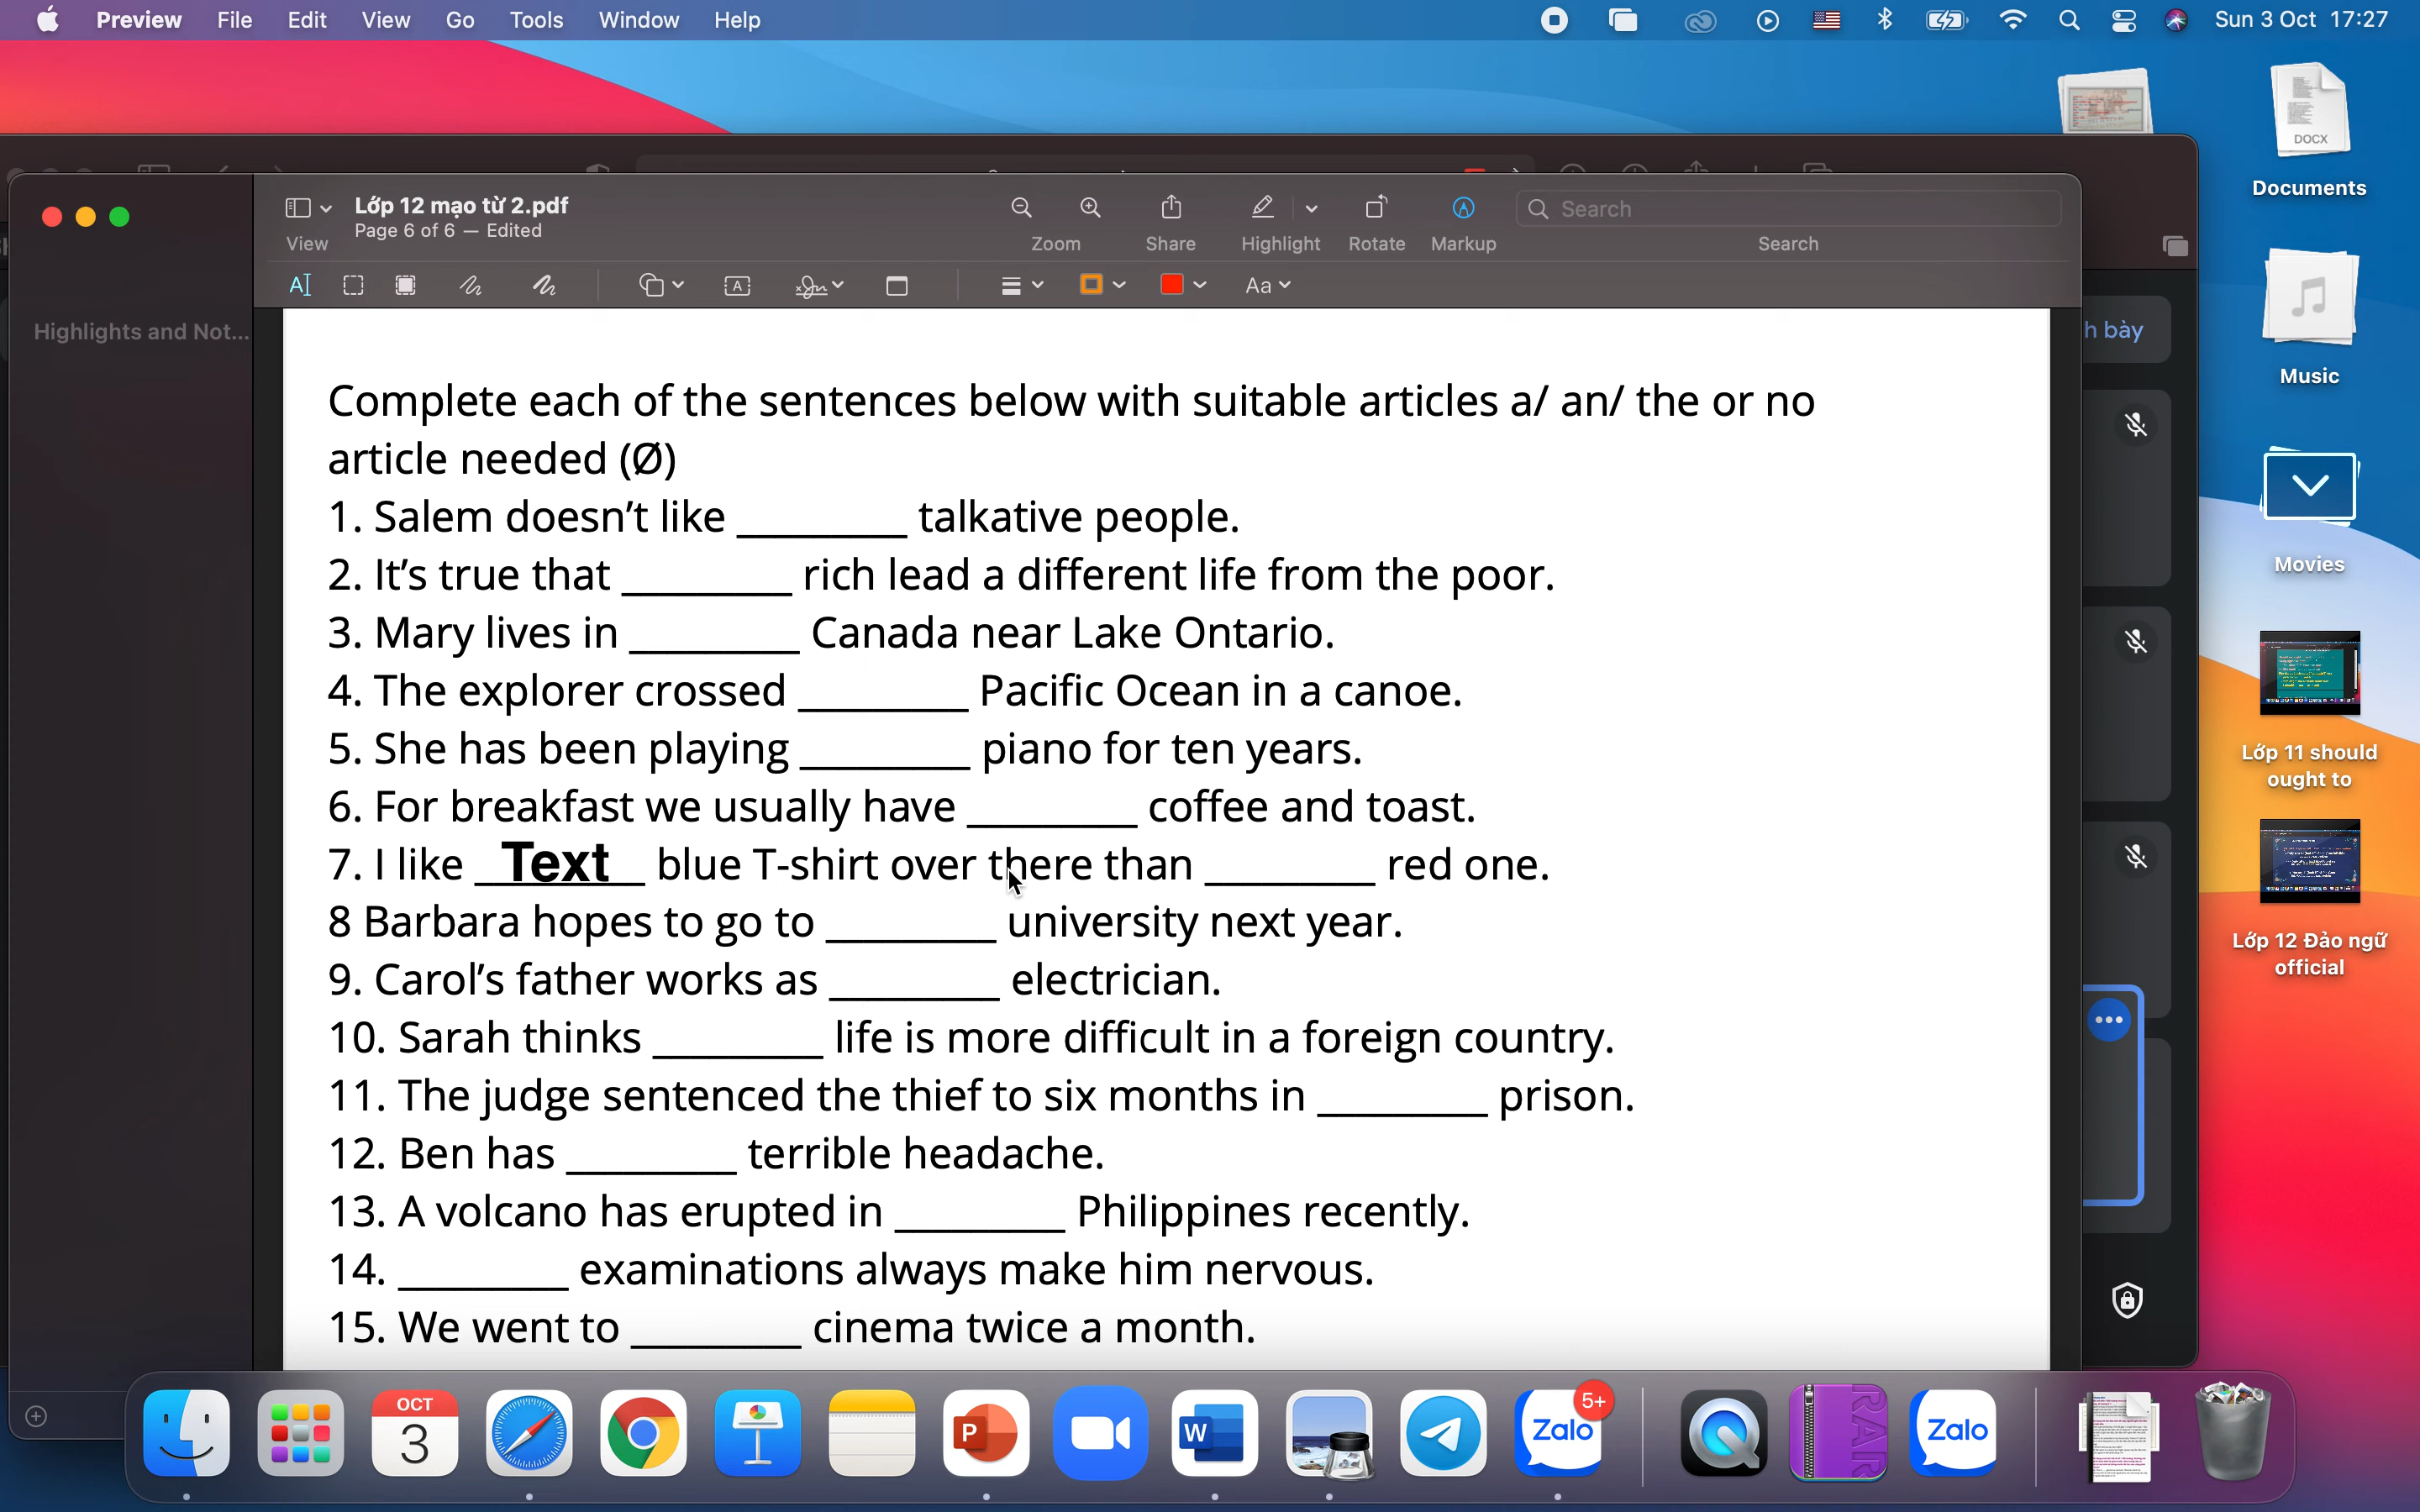 Preview File Edit View Go Tools Window Help Sun 3 Oct 17:27
DOCX
Documents
Lớp 12 mạo từ 2.pdf
Page 6 of 6 — Edited
Search
View Zoom Share Highlight Rotate Markup Search
A Aa
Highlights and Not...
h bày
Music
Movies
Lớp 11 should
ought to
Lớp 12 Đảo ngữ
official
Complete each of the sentences below with suitable articles a/ an/ the or no
article needed (Ø)
1. Salem doesn’t like ________ talkative people.
2. It’s true that ________ rich lead a different life from the poor.
3. Mary lives in ________ Canada near Lake Ontario.
4. The explorer crossed ________ Pacific Ocean in a canoe.
5. She has been playing ________ piano for ten years.
6. For breakfast we usually have ________ coffee and toast.
7. I like __Text__ blue T-shirt over there than ________ red one.
8 Barbara hopes to go to ________ university next year.
9. Carol’s father works as ________ electrician.
10. Sarah thinks ________ life is more difficult in a foreign country.
11. The judge sentenced the thief to six months in ________ prison.
12. Ben has ________ terrible headache.
13. A volcano has erupted in ________ Philippines recently.
14. ________ examinations always make him nervous.
15. We went to ________ cinema twice a month.
OCT
3
P
W
Zalo
5+
RAR
Zalo